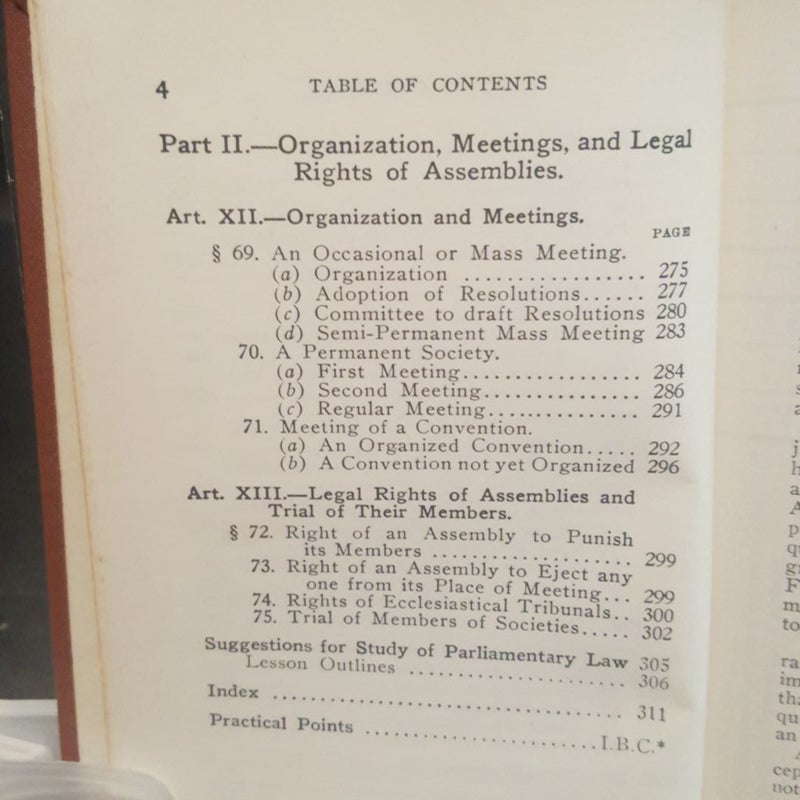 4 TABLE OF CONTENTS
Part II.—Organization, Meetings, and Legal
Rights of Assemblies.
Art. XII.—Organization and Meetings.
PAGE
§ 69. An Occasional or Mass Meeting.
(a) Organization .................. 275
(b) Adoption of Resolutions...... 277
(c) Committee to draft Resolutions 280
(d) Semi-Permanent Mass Meeting 283
70. A Permanent Society.
(a) First Meeting................. 284
(b) Second Meeting............... 286
(c) Regular Meeting.............. 291
71. Meeting of a Convention.
(a) An Organized Convention..... 292
(b) A Convention not yet Organized 296
Art. XIII.—Legal Rights of Assemblies and
Trial of Their Members.
§ 72. Right of an Assembly to Punish
its Members .................... 299
73. Right of an Assembly to Eject any
one from its Place of Meeting... 299
74. Rights of Ecclesiastical Tribunals.. 300
75. Trial of Members of Societies..... 302
Suggestions for Study of Parliamentary Law 305
Lesson Outlines ...................... 306
Index .................................... 311
Practical Points ........................I.B.C.*